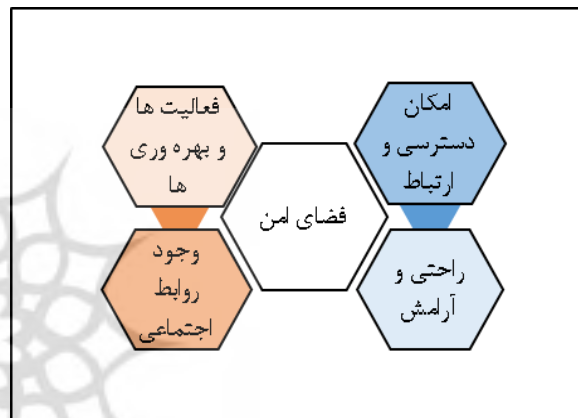 امکان
دسترسی و
ارتباط
فعالیت ها
و بهره وری
ها
فضای امن
راحتی و
آرامش
وجود
روابط
اجتماعی